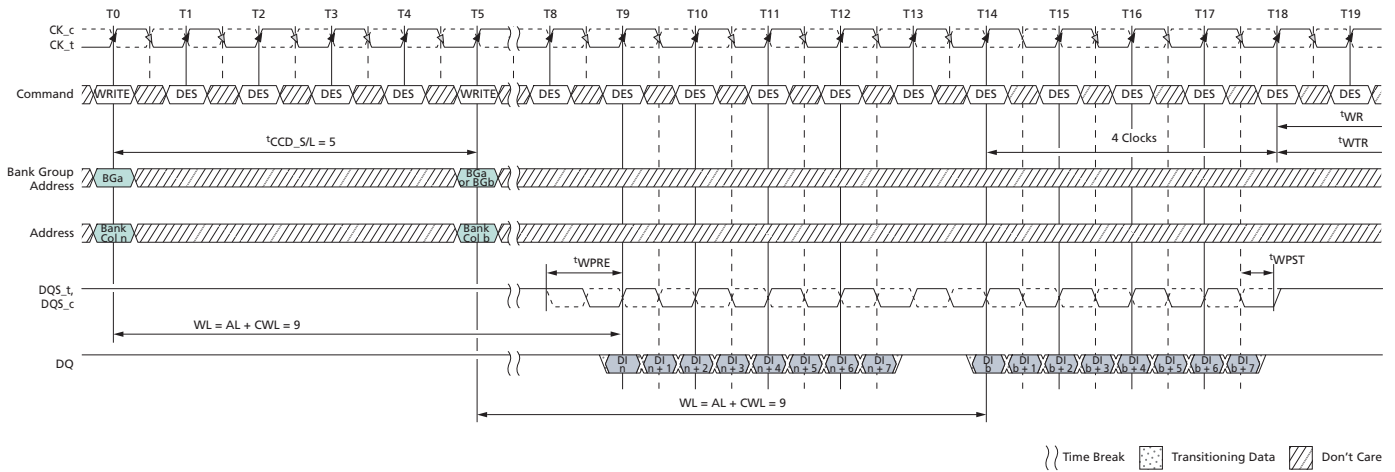 T0 T1 T2 T3 T4 T5 T8 T9 T10 T11 T12 T13 T14 T15 T16 T17 T18 T19
CK_c
CK_t
Command WRITE DES DES DES DES WRITE DES DES DES DES DES DES DES DES DES DES DES DES
tWR
tCCD_S/L = 5 4 Clocks tWTR
Bank Group
Address BGa BGa
or BGb
Address Bank
Col n Bank
Col b
tWPRE tWPST
DQS_t,
DQS_c
WL = AL + CWL = 9
DQ DI
n DI
n + 1 DI
n + 2 DI
n + 3 DI
n + 4 DI
n + 5 DI
n + 6 DI
n + 7 DI
b DI
b + 1 DI
b + 2 DI
b + 3 DI
b + 4 DI
b + 5 DI
b + 6 DI
b + 7
WL = AL + CWL = 9
Time Break Transitioning Data Don't Care